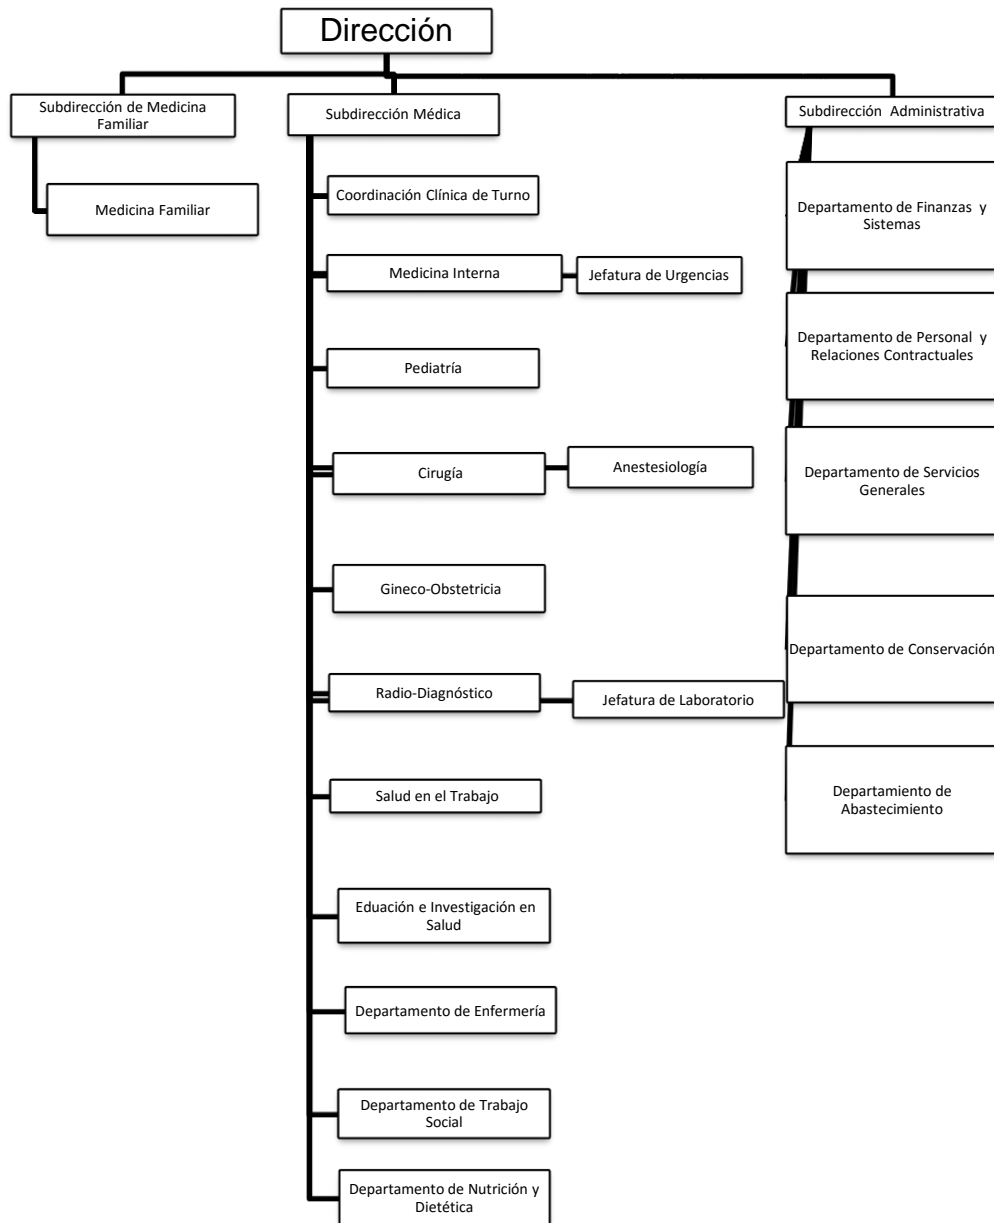 Dirección
Subdirección de Medicina
Familiar
Medicina Familiar
Subdirección Médica
Coordinación Clínica de Turno
Medicina Interna
Jefatura de Urgencias
Pediatría
Cirugía
Anestesiología
Gineco-Obstetricia
Radio-Diagnóstico
Jefatura de Laboratorio
Salud en el Trabajo
Eduación e Investigación en
Salud
Departamento de Enfermería
Departamento de Trabajo
Social
Departamento de Nutrición y
Dietética
Subdirección Administrativa
Departamento de Finanzas y
Sistemas
Departamento de Personal y
Relaciones Contractuales
Departamento de Servicios
Generales
Departamento de Conservación
Departamiento de
Abastecimiento